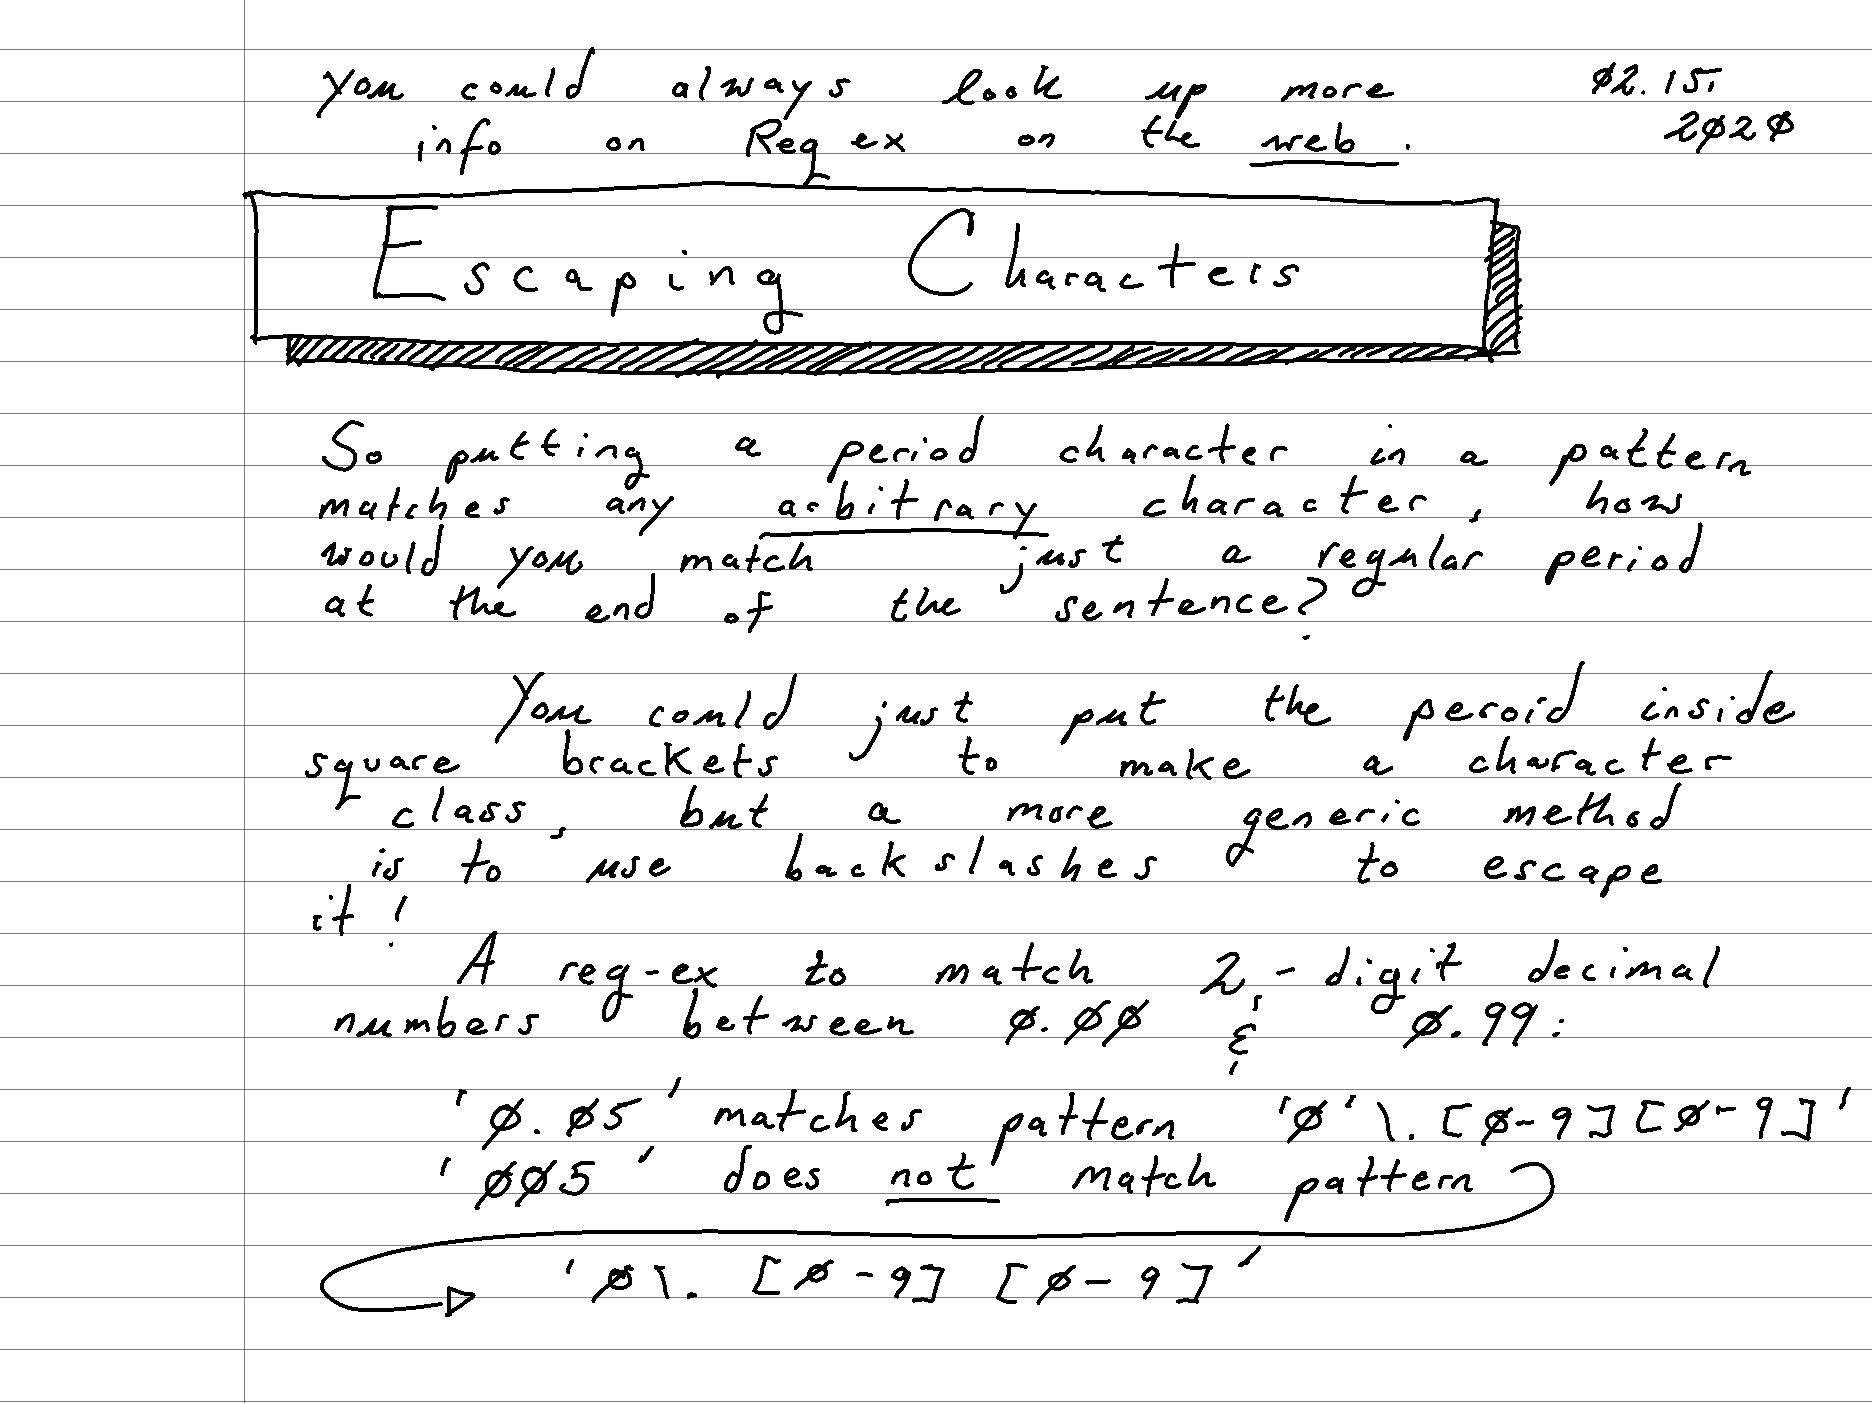 you could always look up more
info on Reg ex on the web.
02.15.
2020
Escaping Characters
So putting a period character in a pattern
matches any arbitrary character, how
would you match just a regular period
at the end of the sentence?
You could just put the peroid inside
square brackets to make a character
class, but a more generic method
is to use backslashes to escape
it!
A reg-ex to match 2-digit decimal
numbers between 0.00 & 0.99:
'0.05' matches pattern '0'\.[0-9][0-9]'
'005' does not match pattern
'0\.[0-9] [0-9]'